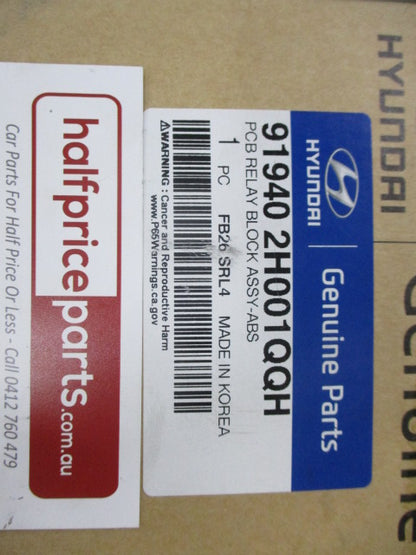 HYUNDAI
Genuine
HYUNDAI
Genuine Parts
91940 2H001QQH
PCB RELAY BLOCK ASSY-ABS
1 PC FB26 SRL4 MADE IN KOREA
WARNING : Cancer and Reproductive Harm
www.P65Warnings.ca.gov
halfpriceparts.com.au
Car Parts For Half Price Or Less - Call 0412 760 479